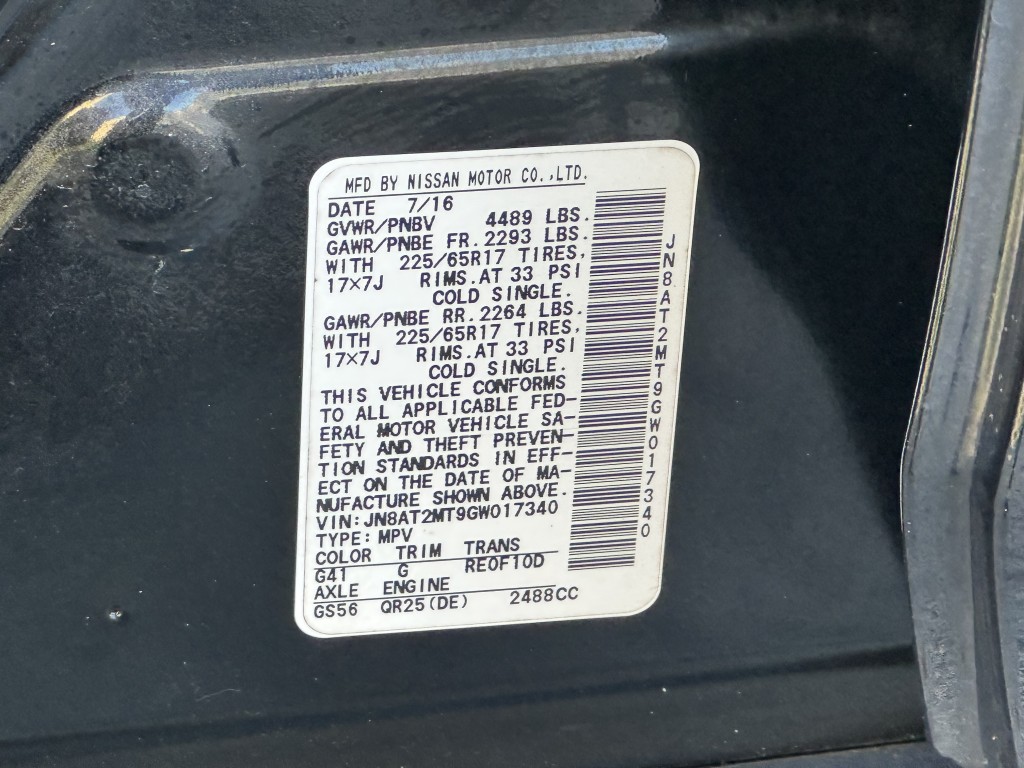 MFD BY NISSAN MOTOR CO.,LTD.
DATE 7/16
GVWR/PNBV 4489 LBS.
GAWR/PNBE FR.2293 LBS.
WITH 225/65R17 TIRES,
17×7J RIMS.AT 33 PSI
COLD SINGLE.
GAWR/PNBE RR.2264 LBS.
WITH 225/65R17 TIRES,
17×7J RIMS.AT 33 PSI
COLD SINGLE.
THIS VEHICLE CONFORMS
TO ALL APPLICABLE FED-
ERAL MOTOR VEHICLE SA-
FETY AND THEFT PREVEN-
TION STANDARDS IN EFF-
ECT ON THE DATE OF MA-
NUFACTURE SHOWN ABOVE.
VIN:JN8AT2MT9GW017340
TYPE:MPV
COLOR TRIM TRANS
G41 G RE0F10D
AXLE ENGINE
GS56 QR25(DE) 2488CC
JN8AT2MT9GW017340